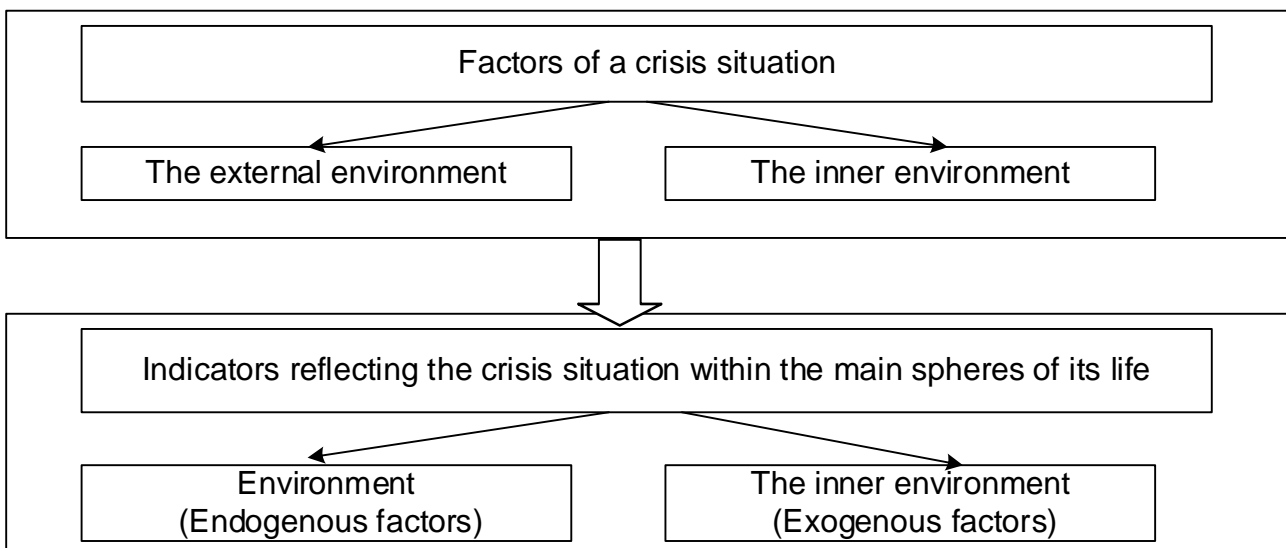 Factors of a crisis situation
The external environment
The inner environment
Indicators reflecting the crisis situation within the main spheres of its life
Environment
(Endogenous factors)
The inner environment
(Exogenous factors)